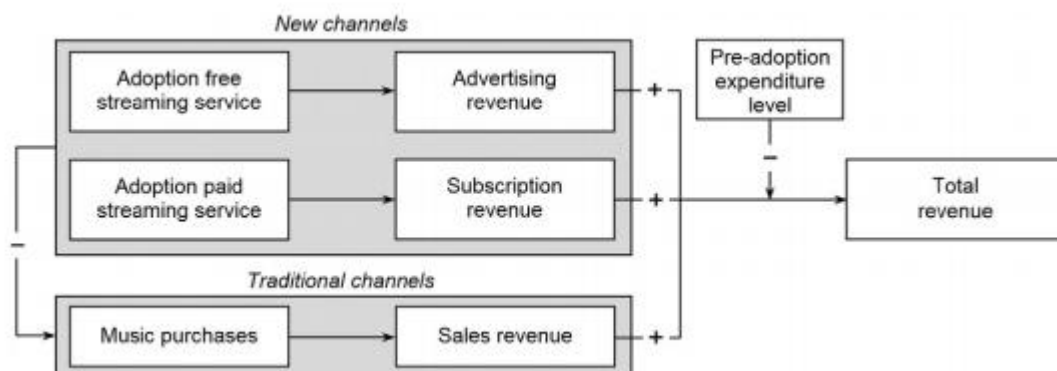 New channels
Adoption free
streaming service
Advertising
revenue
+
Pre-adoption
expenditure
level
–
Adoption paid
streaming service
Subscription
revenue
+
Total
revenue
–
Traditional channels
Music purchases
Sales revenue
+